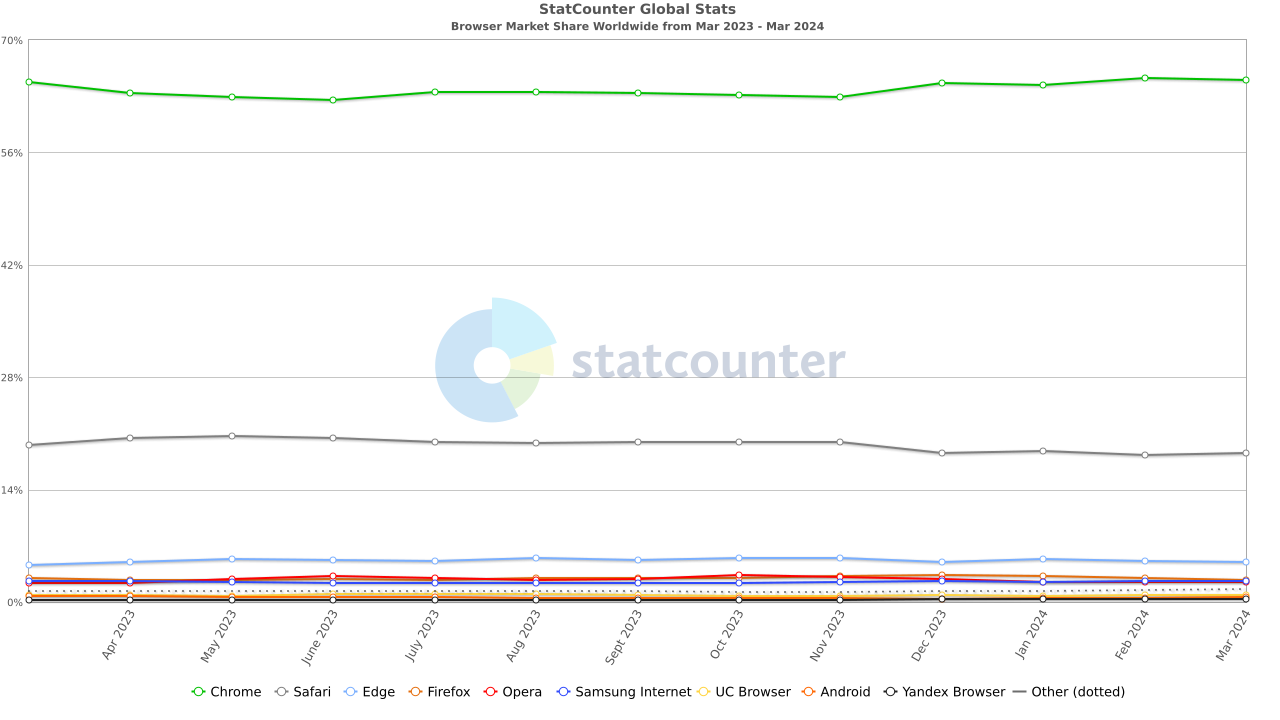 StatCounter Global Stats
Browser Market Share Worldwide from Mar 2023 - Mar 2024
70%
56%
42%
28%
14%
0%
statcounter
Apr 2023
May 2023
June 2023
July 2023
Aug 2023
Sept 2023
Oct 2023
Nov 2023
Dec 2023
Jan 2024
Feb 2024
Mar 2024
Chrome Safari Edge Firefox Opera Samsung Internet UC Browser Android Yandex Browser Other (dotted)